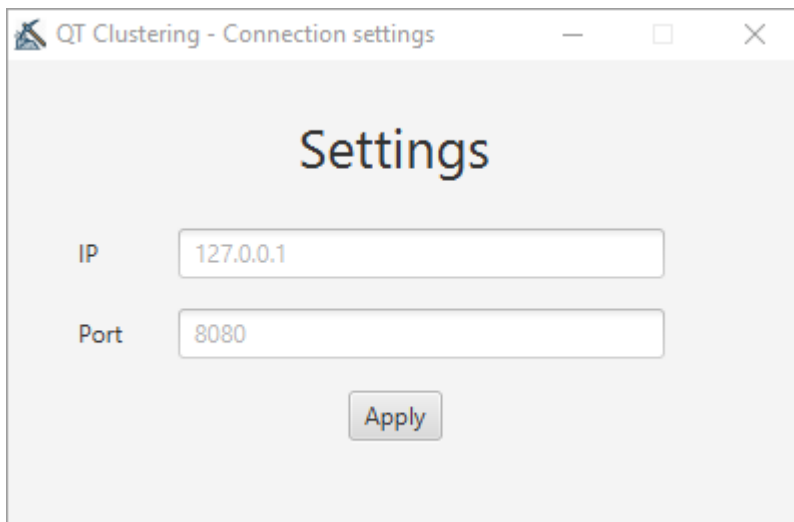 QT Clustering - Connection settings
Settings
IP
127.0.0.1
Port
8080
Apply